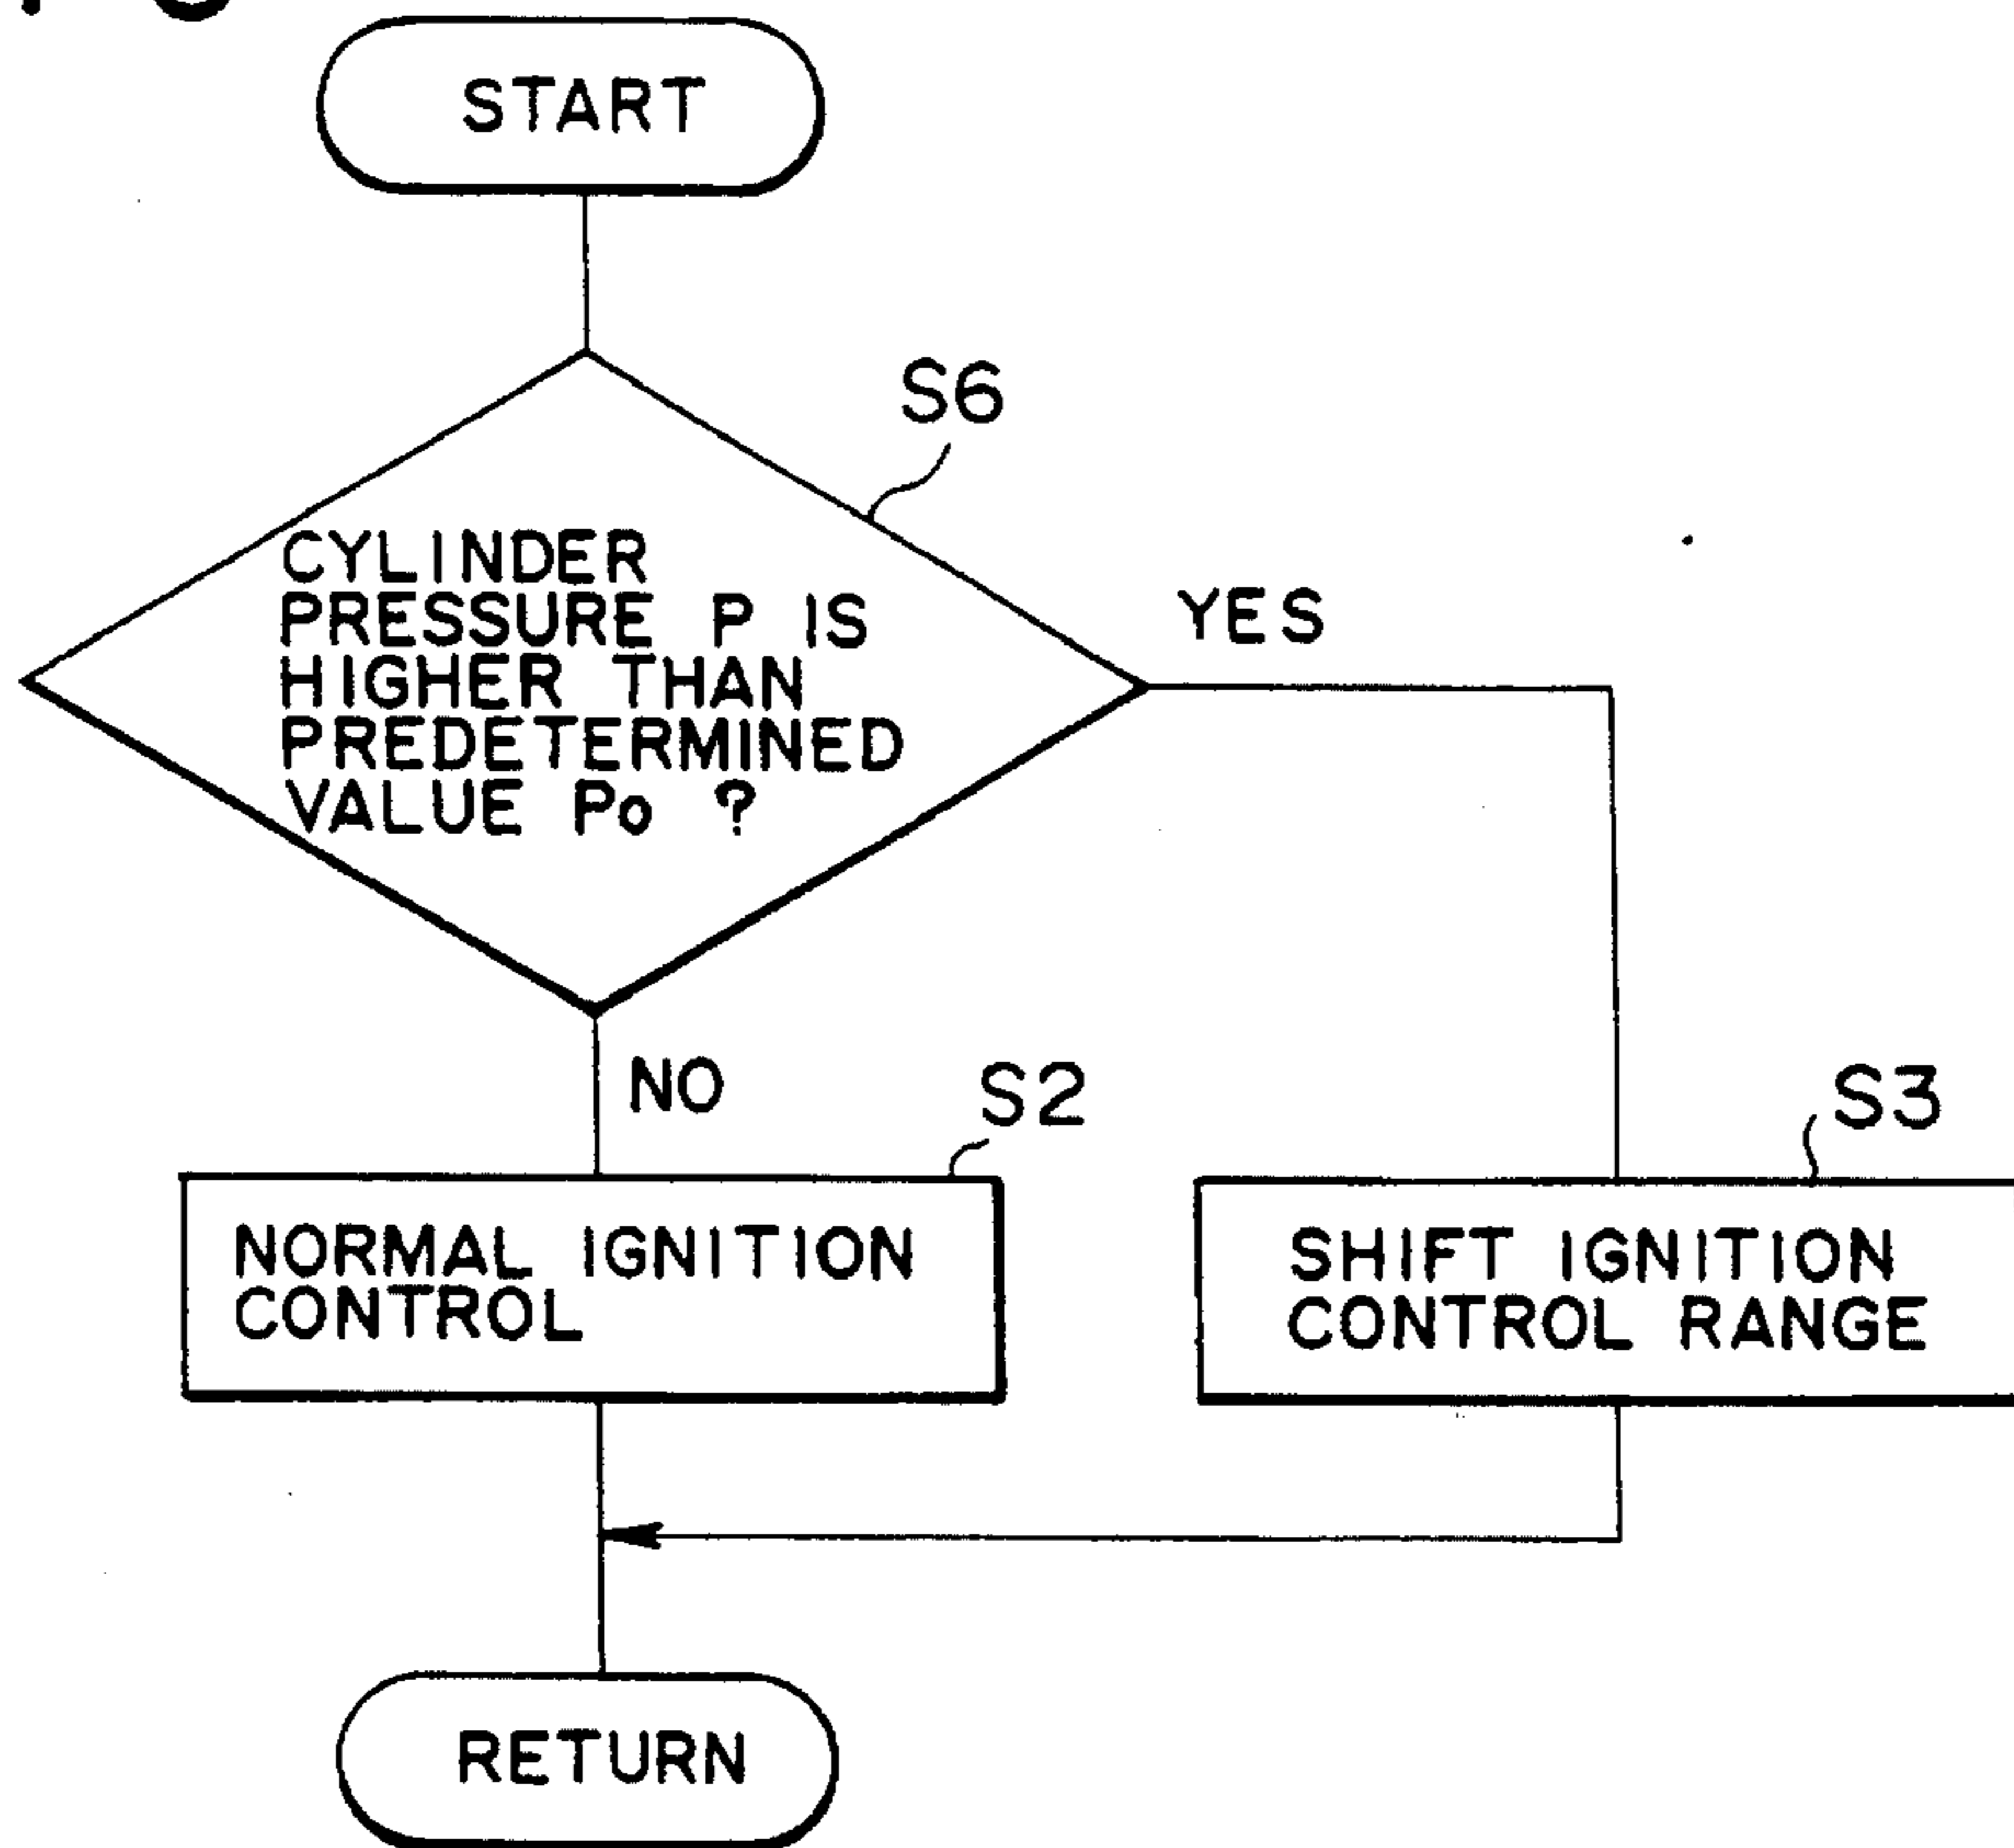 START
S6
CYLINDER
PRESSURE P IS
HIGHER THAN
PREDETERMINED
VALUE Po ?
YES
NO
S2
S3
NORMAL IGNITION
CONTROL
SHIFT IGNITION
CONTROL RANGE
RETURN